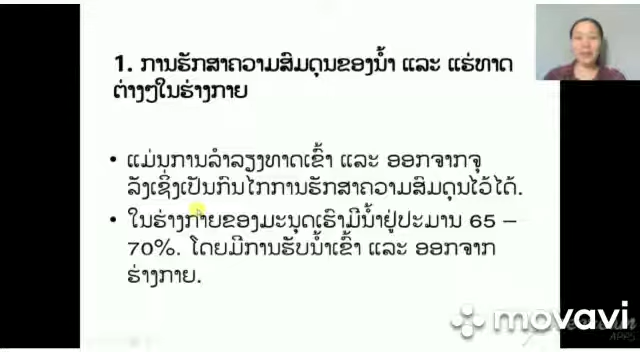 1. ການຮັກສາຄວາມສົມດຸນຂອງນ້ຳ ແລະ ແຮ່ທາດ
ຕ່າງໆໃນຮ່າງກາຍ
• ແມ່ນການລຳລຽງທາດເຂົ້າ ແລະ ອອກຈາກຈຸ
ລັງເຊິ່ງເປັນກົນໄກການຮັກສາຄວາມສົມດຸນໄວ້ໄດ້.
• ໃນຮ່າງກາຍຂອງມະນຸດເຮົາມີນ້ຳຢູ່ປະມານ 65 –
70%. ໂດຍມີການຮັບນ້ຳເຂົ້າ ແລະ ອອກຈາກ
ຮ່າງກາຍ.
movavi